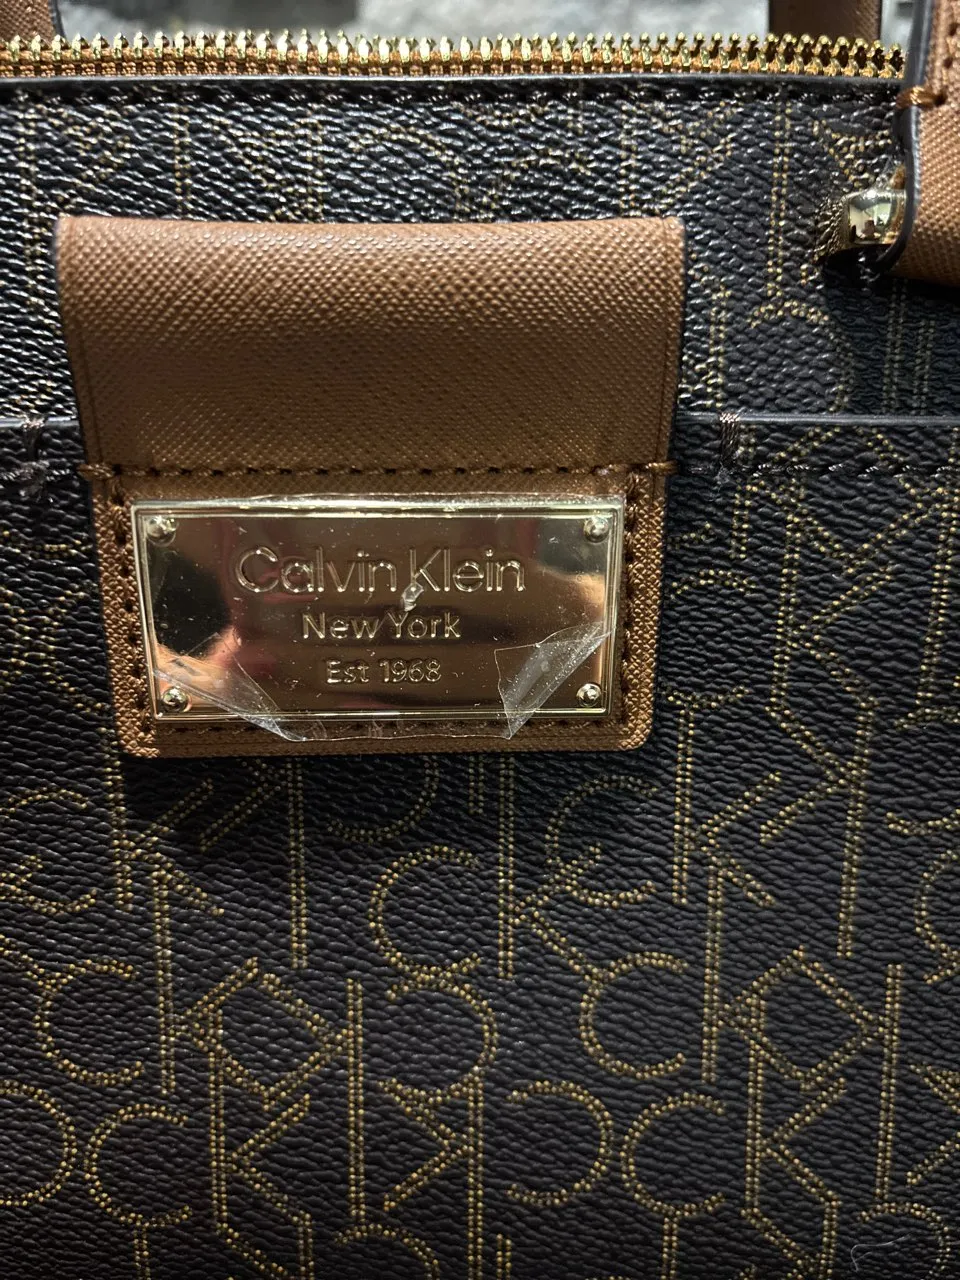 Calvin Klein
New York
Est 1968